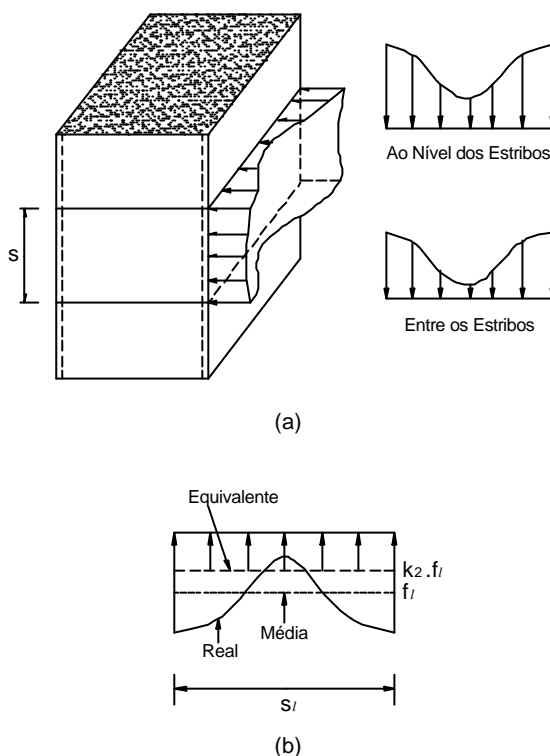 Ao Nível dos Estribos
s
Entre os Estribos
(a)
Equivalente
k2.fl
fl
Média
Real
sl
(b)